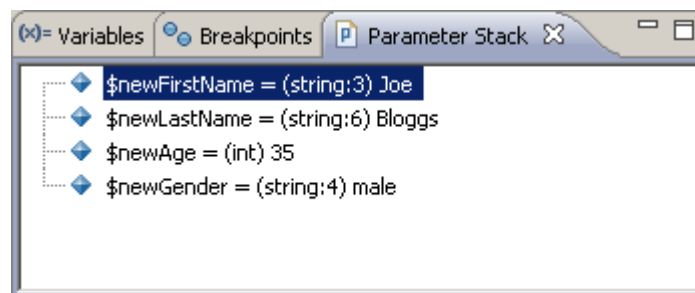 (x)= Variables Breakpoints P Parameter Stack
$newFirstName = (string:3) Joe
$newLastName = (string:6) Bloggs
$newAge = (int) 35
$newGender = (string:4) male